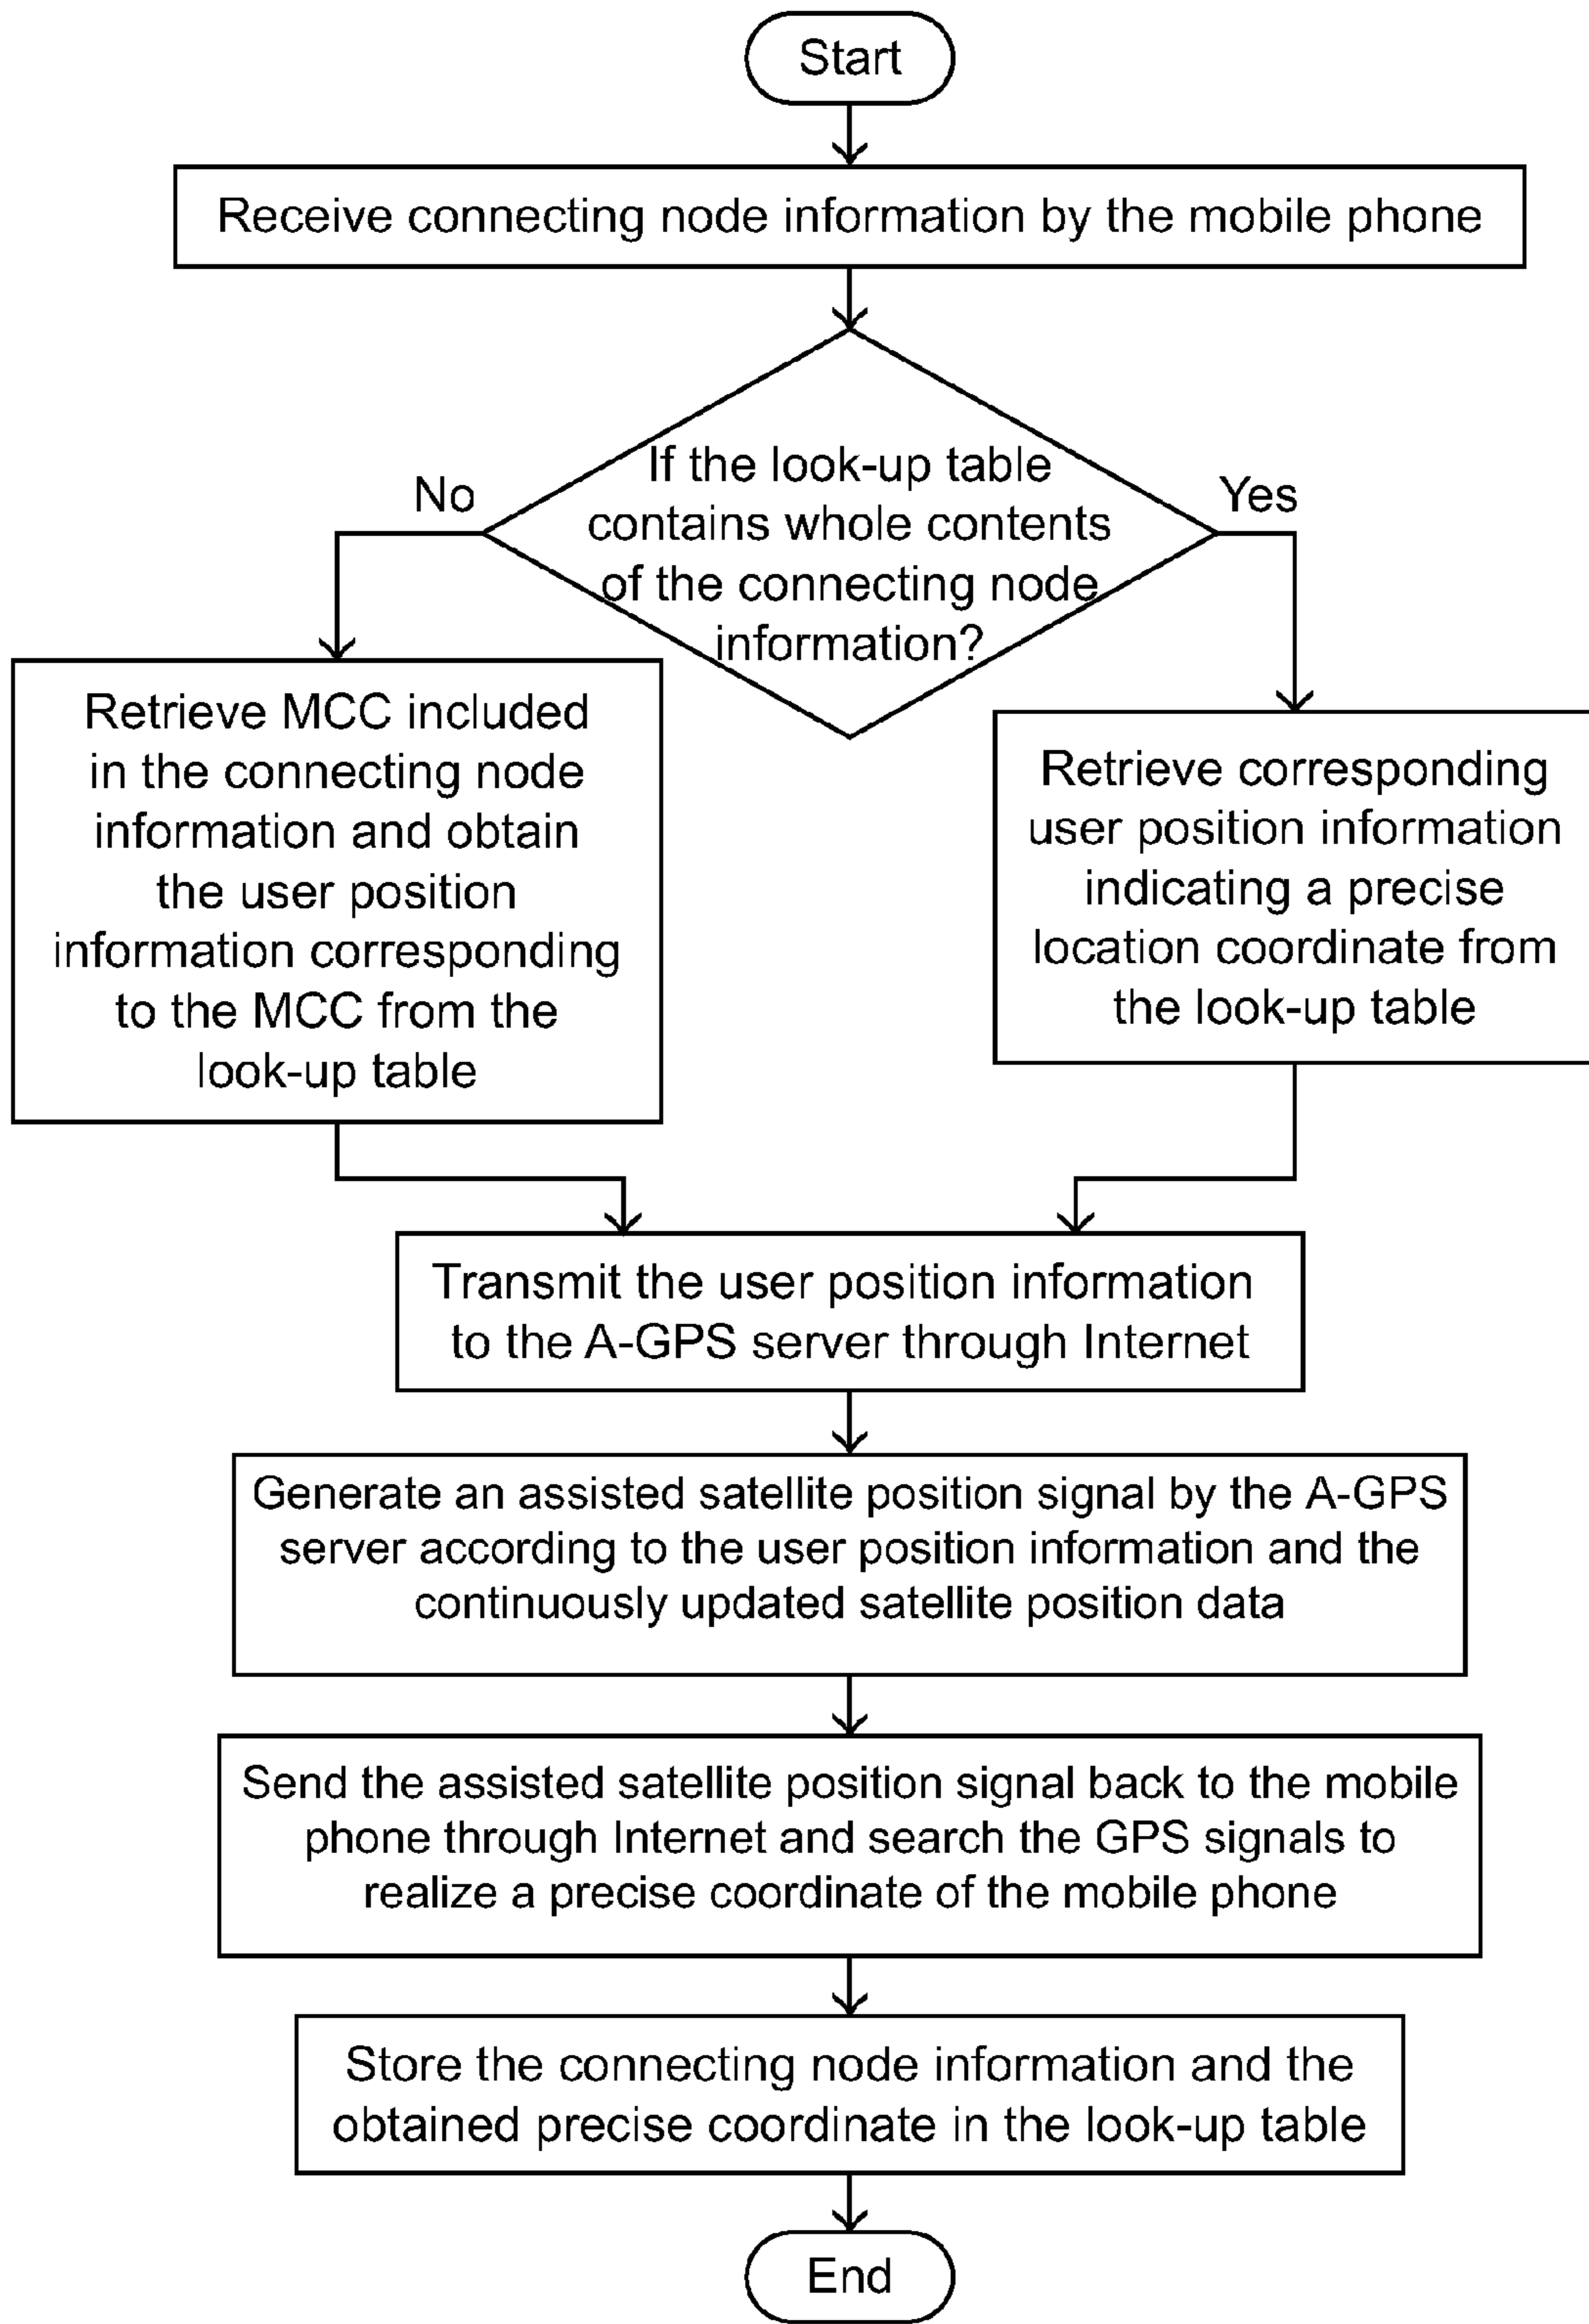 Start
Receive connecting node information by the mobile phone
If the look-up table
contains whole contents
of the connecting node
information?
No
Yes
Retrieve MCC included
in the connecting node
information and obtain
the user position
information corresponding
to the MCC from the
look-up table
Retrieve corresponding
user position information
indicating a precise
location coordinate from
the look-up table
Transmit the user position information
to the A-GPS server through Internet
Generate an assisted satellite position signal by the A-GPS
server according to the user position information and the
continuously updated satellite position data
Send the assisted satellite position signal back to the mobile
phone through Internet and search the GPS signals to
realize a precise coordinate of the mobile phone
Store the connecting node information and the
obtained precise coordinate in the look-up table
End